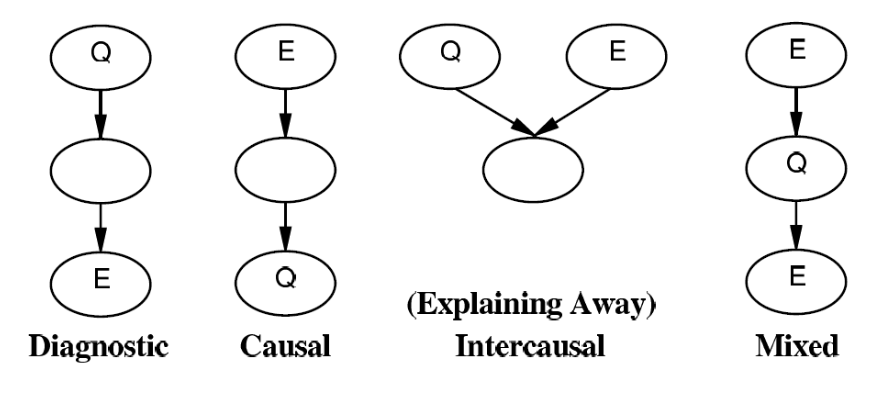 Q
E
Q
E
E
Q
E
Q
E
(Explaining Away)
Diagnostic
Causal
Intercausal
Mixed